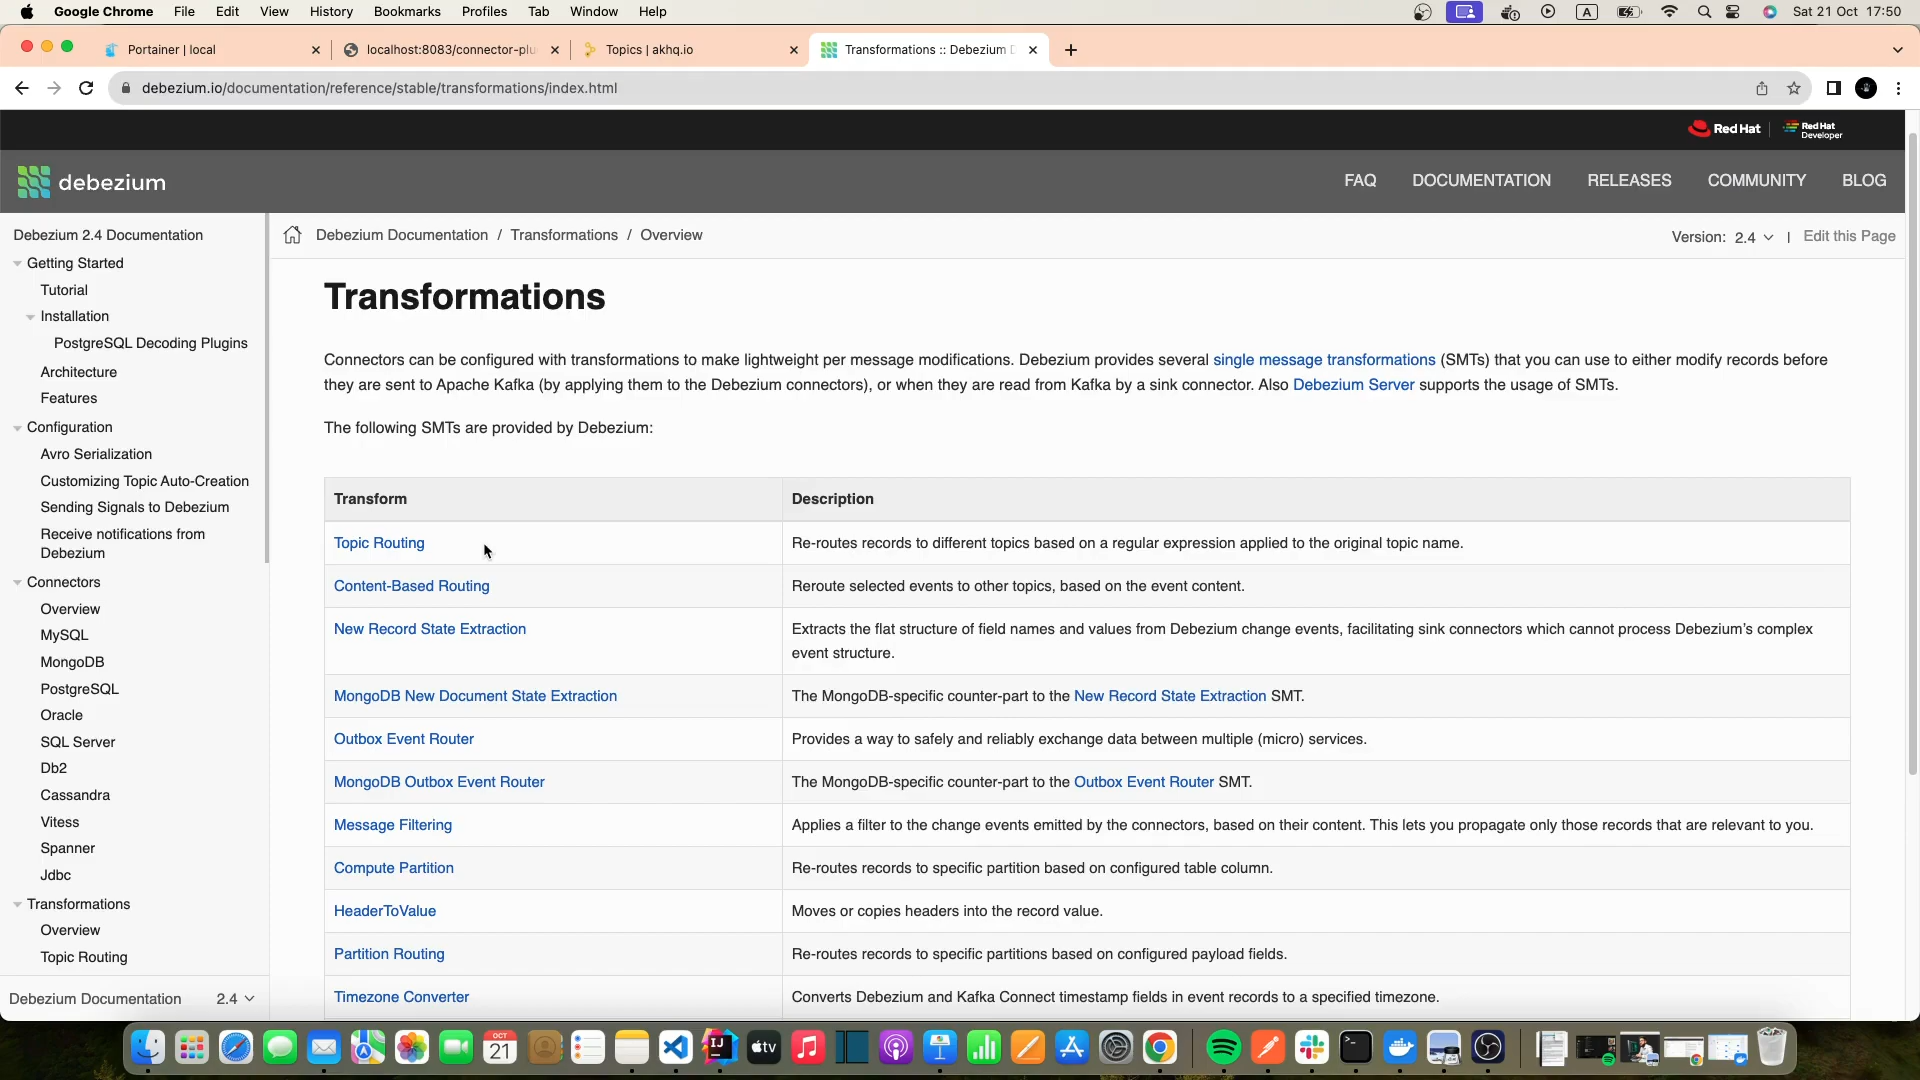 Google Chrome File Edit View History Bookmarks Profiles Tab Window Help
A
Sat 21 Oct 17:50
Portainer | local
localhost:8083/connector-plu
Topics | akhq.io
Transformations :: Debezium D
debezium.io/documentation/reference/stable/transformations/index.html
Red Hat
Red Hat
Developer
debezium
FAQ DOCUMENTATION RELEASES COMMUNITY BLOG
Debezium 2.4 Documentation
Getting Started
Tutorial
Installation
PostgreSQL Decoding Plugins
Architecture
Features
Configuration
Avro Serialization
Customizing Topic Auto-Creation
Sending Signals to Debezium
Receive notifications from
Debezium
Connectors
Overview
MySQL
MongoDB
PostgreSQL
Oracle
SQL Server
Db2
Cassandra
Vitess
Spanner
Jdbc
Transformations
Overview
Topic Routing
Debezium Documentation 2.4
Debezium Documentation / Transformations / Overview
Version: 2.4 | Edit this Page
Transformations
Connectors can be configured with transformations to make lightweight per message modifications. Debezium provides several single message transformations (SMTs) that you can use to either modify records before
they are sent to Apache Kafka (by applying them to the Debezium connectors), or when they are read from Kafka by a sink connector. Also Debezium Server supports the usage of SMTs.
The following SMTs are provided by Debezium:
Transform Description
Topic Routing Re-routes records to different topics based on a regular expression applied to the original topic name.
Content-Based Routing Reroute selected events to other topics, based on the event content.
New Record State Extraction Extracts the flat structure of field names and values from Debezium change events, facilitating sink connectors which cannot process Debezium's complex
event structure.
MongoDB New Document State Extraction The MongoDB-specific counter-part to the New Record State Extraction SMT.
Outbox Event Router Provides a way to safely and reliably exchange data between multiple (micro) services.
MongoDB Outbox Event Router The MongoDB-specific counter-part to the Outbox Event Router SMT.
Message Filtering Applies a filter to the change events emitted by the connectors, based on their content. This lets you propagate only those records that are relevant to you.
Compute Partition Re-routes records to specific partition based on configured table column.
HeaderToValue Moves or copies headers into the record value.
Partition Routing Re-routes records to specific partitions based on configured payload fields.
Timezone Converter Converts Debezium and Kafka Connect timestamp fields in event records to a specified timezone.
OCT
21
IJ
tv